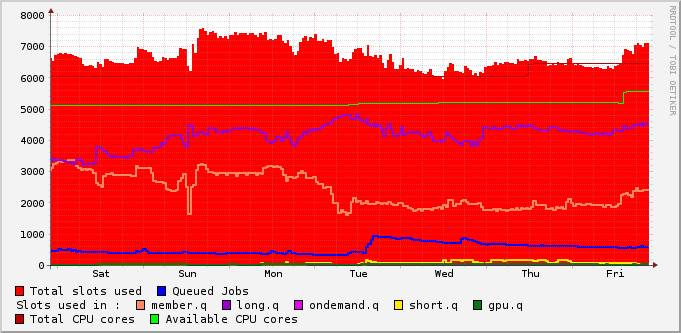 8000
7000
6000
5000
4000
3000
2000
1000
0
Sat Sun Mon Tue Wed Thu Fri
RRDTOOL / TOBI OETIKER
Total slots used Queued Jobs
Slots used in : member.q long.q ondemand.q short.q gpu.q
Total CPU cores Available CPU cores